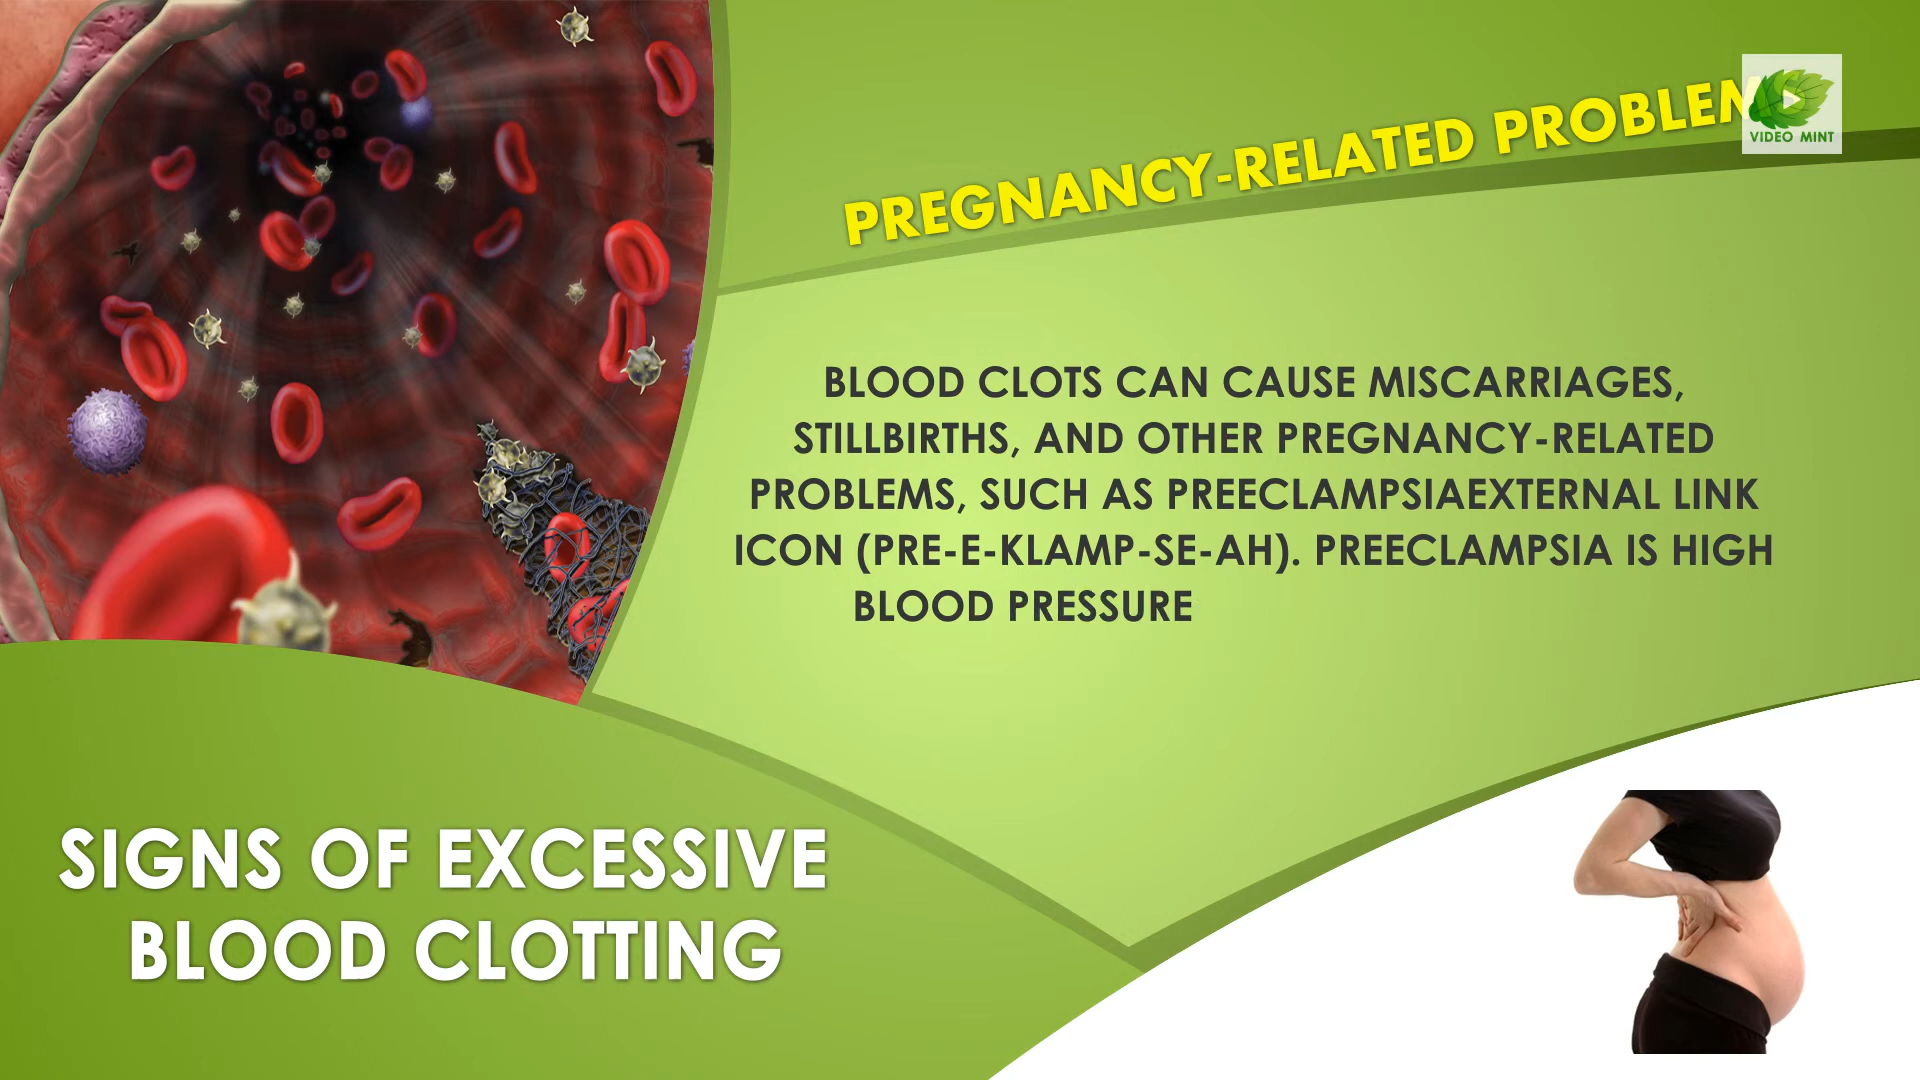 PREGNANCY-RELATED PROBLEM
VIDEO MINT
BLOOD CLOTS CAN CAUSE MISCARRIAGES,
STILLBIRTHS, AND OTHER PREGNANCY-RELATED
PROBLEMS, SUCH AS PREECLAMPSIAEXTERNAL LINK
ICON (PRE-E-KLAMP-SE-AH). PREECLAMPSIA IS HIGH
BLOOD PRESSURE
SIGNS OF EXCESSIVE
BLOOD CLOTTING